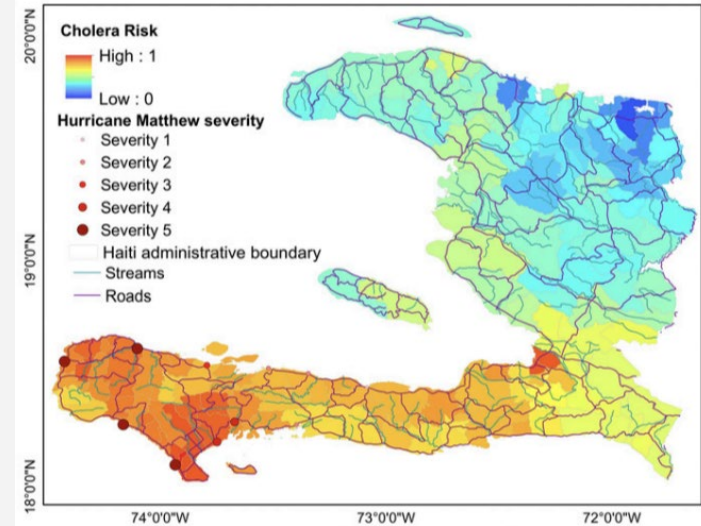 Cholera Risk
High : 1
Low : 0
Hurricane Matthew severity
Severity 1
Severity 2
Severity 3
Severity 4
Severity 5
Haiti administrative boundary
Streams
Roads
20°0'0"N
19°0'0"N
18°0'0"N
74°0'0"W
73°0'0"W
72°0'0"W